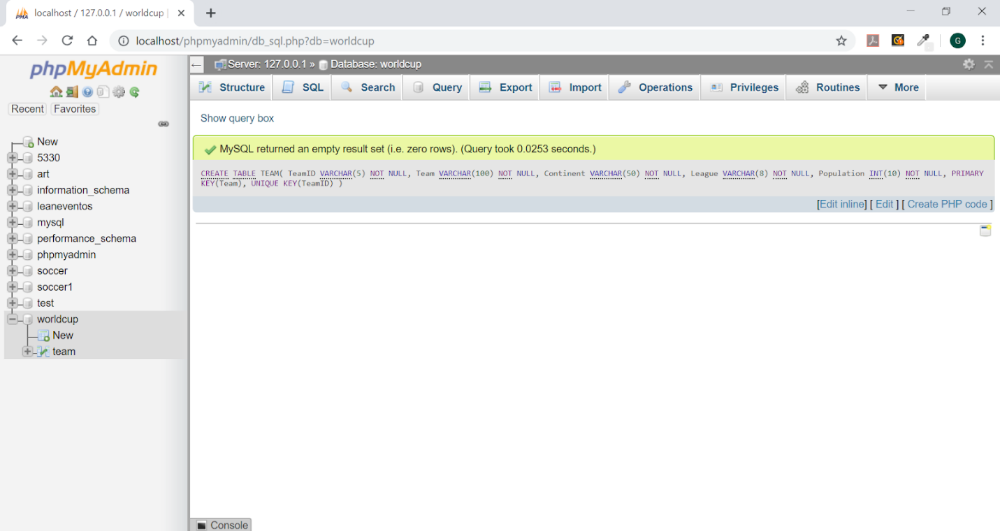 localhost / 127.0.0.1 / worldcup |
localhost/phpmyadmin/db_sql.php?db=worldcup
G
phpMyAdmin
Recent Favorites
New
5330
art
information_schema
leaneventos
mysql
performance_schema
phpmyadmin
soccer
soccer1
test
worldcup
New
team
Server: 127.0.0.1 » Database: worldcup
Structure SQL Search Query Export Import Operations Privileges Routines More
Show query box
MySQL returned an empty result set (i.e. zero rows). (Query took 0.0253 seconds.)
CREATE TABLE TEAM( TeamID VARCHAR(5) NOT NULL, Team VARCHAR(100) NOT NULL, Continent VARCHAR(50) NOT NULL, League VARCHAR(8) NOT NULL, Population INT(10) NOT NULL, PRIMARY
KEY(Team), UNIQUE KEY(TeamID) )
[Edit inline] [ Edit ] [ Create PHP code ]
Console